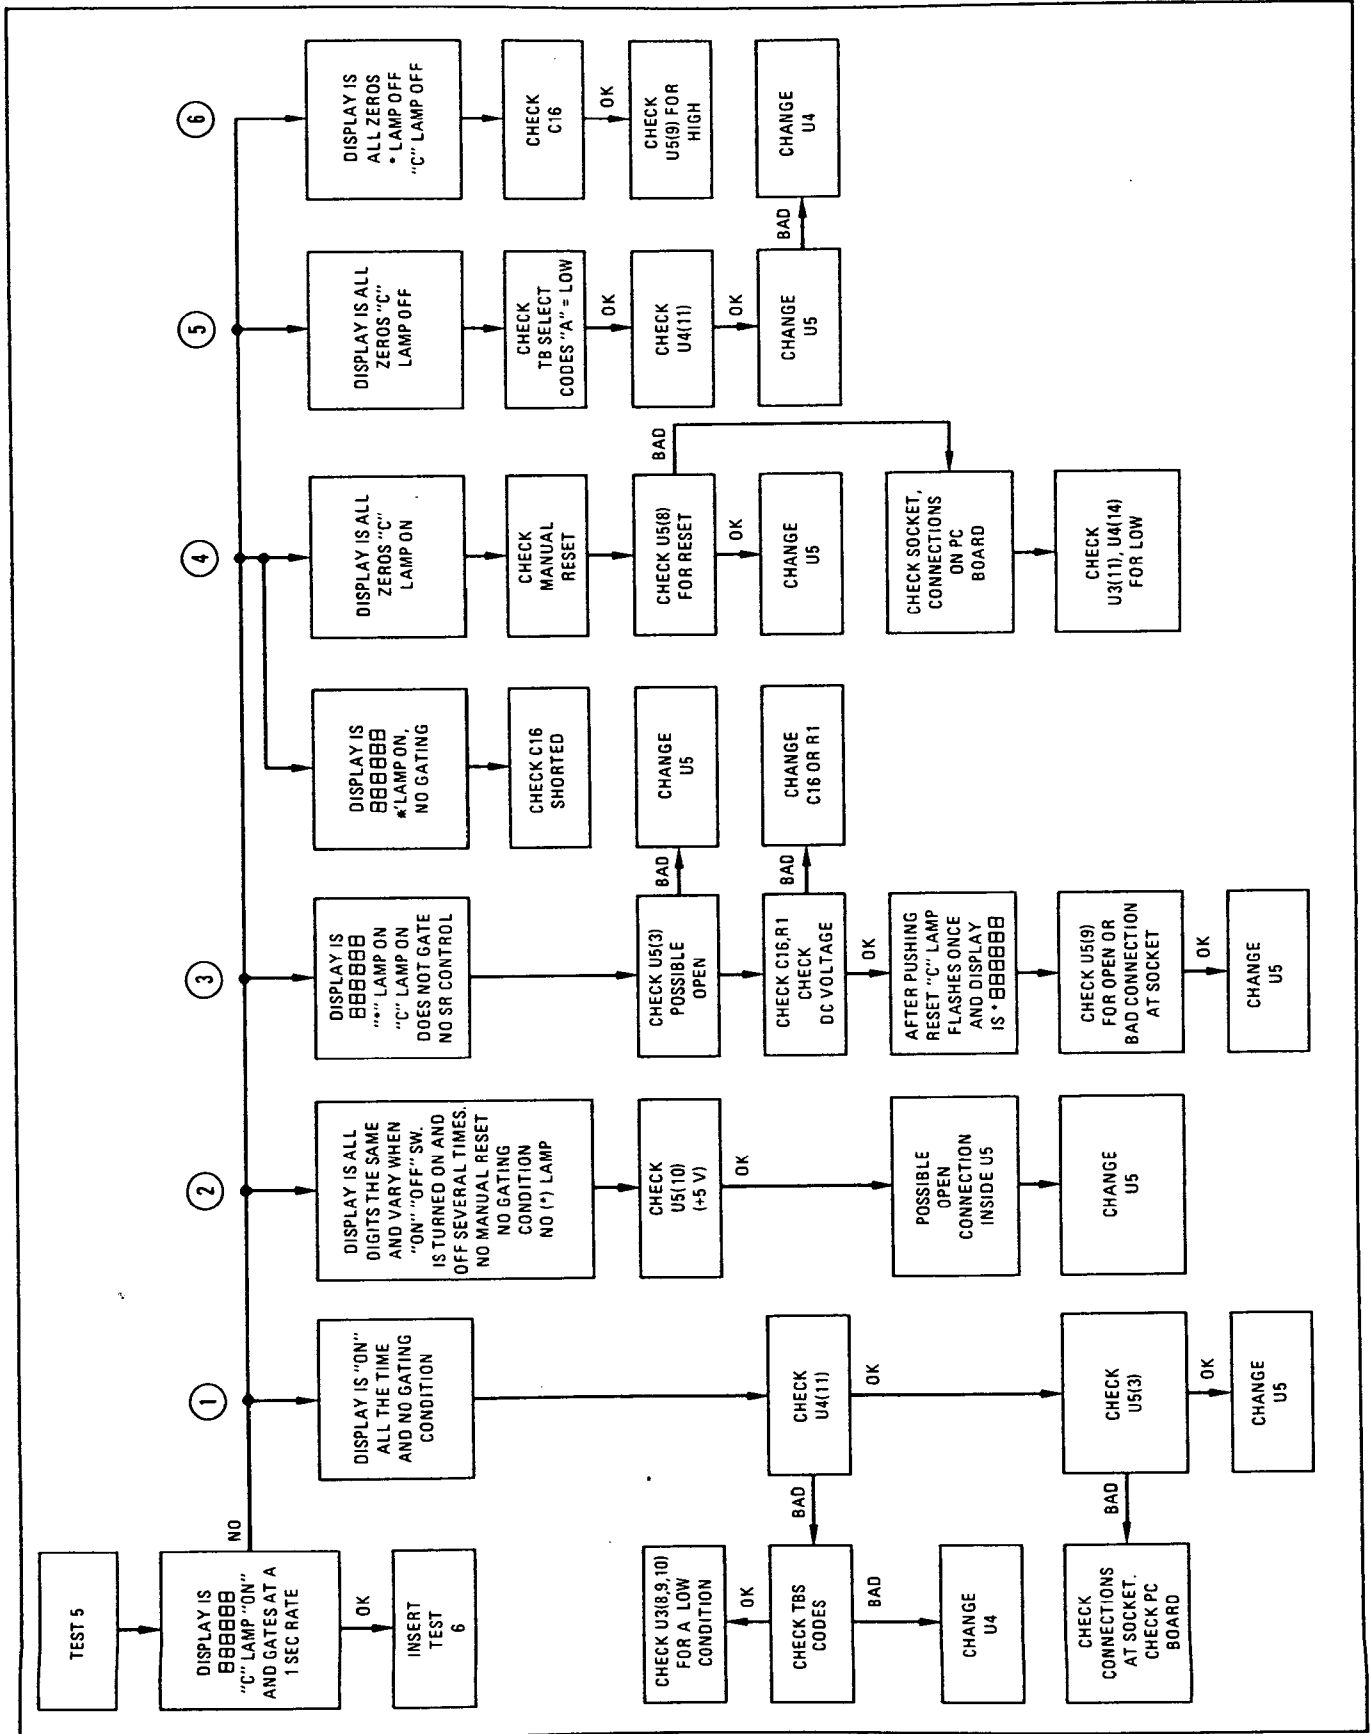 TEST 5
DISPLAY IS
888888
"C" LAMP "ON"
AND GATES AT A
1 SEC RATE
NO
OK
INSERT
TEST
6
1
DISPLAY IS "ON"
ALL THE TIME
AND NO GATING
CONDITION
CHECK
U4(11)
BAD
OK
CHECK TBS
CODES
OK
CHECK U3(8,9,10)
FOR A LOW
CONDITION
BAD
CHANGE
U4
CHECK
U5(3)
BAD
CHECK
CONNECTIONS
AT SOCKET.
CHECK PC
BOARD
OK
CHANGE
U5
2
DISPLAY IS ALL
DIGITS THE SAME
AND VARY WHEN
"ON" "OFF" SW.
IS TURNED ON AND
OFF SEVERAL TIMES.
NO MANUAL RESET
NO GATING
CONDITION
NO (*) LAMP
CHECK
U5(10)
(+5 V)
OK
POSSIBLE
OPEN
CONNECTION
INSIDE U5
CHANGE
U5
3
DISPLAY IS
888888
"*" LAMP ON
"C" LAMP ON
DOES NOT GATE
NO SR CONTROL
CHECK U5(3)
POSSIBLE
OPEN
BAD
CHANGE
U5
CHECK C16,R1
CHECK
DC VOLTAGE
BAD
CHANGE
C16 OR R1
OK
AFTER PUSHING
RESET "C" LAMP
FLASHES ONCE
AND DISPLAY
IS * 888888
CHECK U5(9)
FOR OPEN OR
BAD CONNECTION
AT SOCKET
OK
CHANGE
U5
4
DISPLAY IS
888888
*'LAMP ON,
NO GATING
CHECK C16
SHORTED
DISPLAY IS ALL
ZEROS "C"
LAMP ON
CHECK
MANUAL
RESET
CHECK U5(8)
FOR RESET
BAD
OK
CHANGE
U5
CHECK SOCKET,
CONNECTIONS
ON PC
BOARD
CHECK
U3(11), U4(14)
FOR LOW
5
DISPLAY IS ALL
ZEROS "C"
LAMP OFF
CHECK
TB SELECT
CODES "A" = LOW
OK
CHECK
U4(11)
OK
CHANGE
U5
BAD
CHANGE
U4
6
DISPLAY IS
ALL ZEROS
* LAMP OFF
"C" LAMP OFF
CHECK
C16
OK
CHECK
U5(9) FOR
HIGH